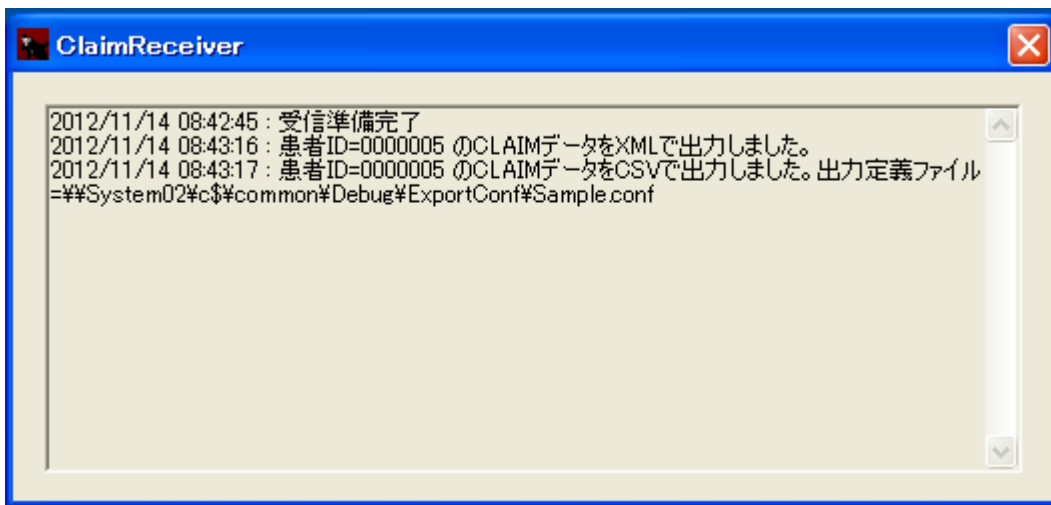 ClaimReceiver
2012/11/14 08:42:45 : 受信準備完了
2012/11/14 08:43:16 : 患者ID=0000005 のCLAIMデータをXMLで出力しました。
2012/11/14 08:43:17 : 患者ID=0000005 のCLAIMデータをCSVで出力しました。出力定義ファイル
=¥¥System02¥c$¥common¥Debug¥ExportConf¥Sample.conf